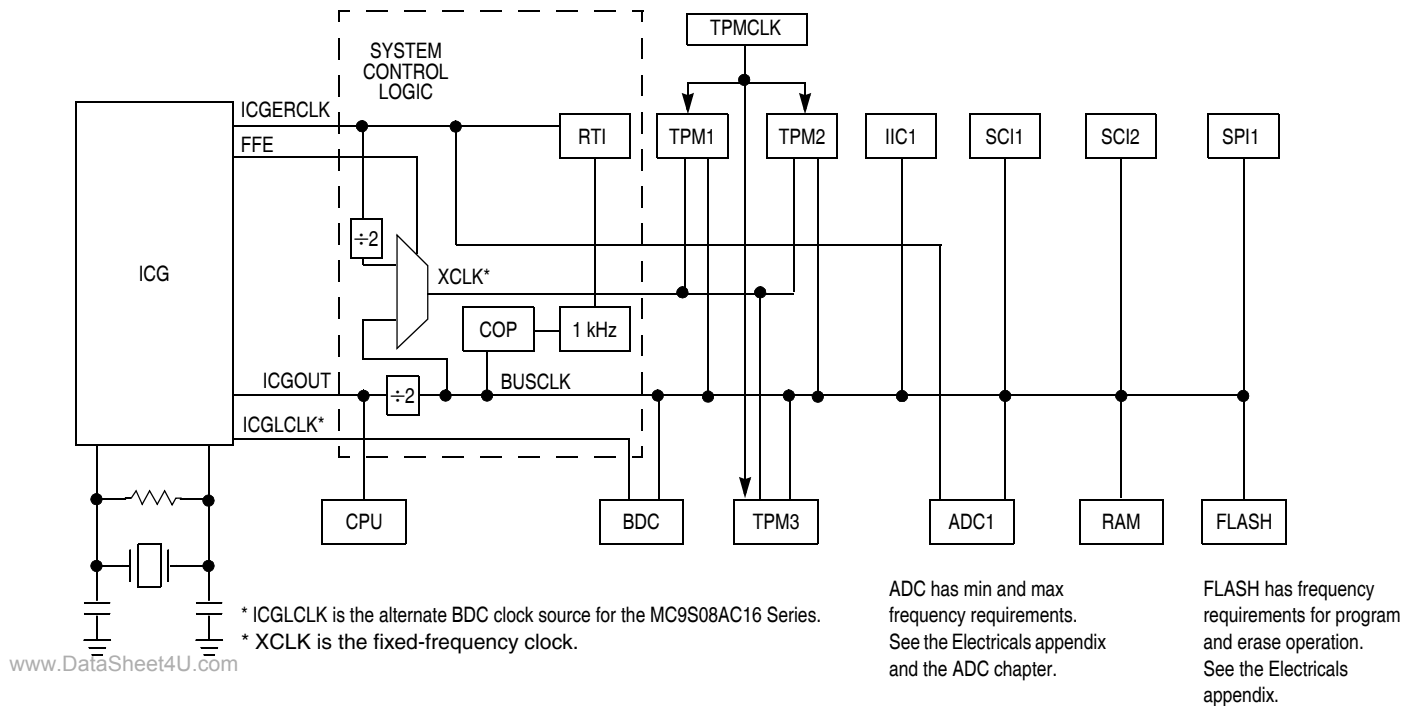 TPMCLK
SYSTEM
CONTROL
LOGIC
ICGERCLK
FFE
RTI
TPM1
TPM2
IIC1
SCI1
SCI2
SPI1
÷2
ICG
XCLK*
COP
1 kHz
ICGOUT
÷2
BUSCLK
ICGLCLK*
CPU
BDC
TPM3
ADC1
RAM
FLASH
* ICGLCLK is the alternate BDC clock source for the MC9S08AC16 Series.
* XCLK is the fixed-frequency clock.
ADC has min and max
frequency requirements.
See the Electricals appendix
and the ADC chapter.
FLASH has frequency
requirements for program
and erase operation.
See the Electricals
appendix.
www.DataSheet4U.com